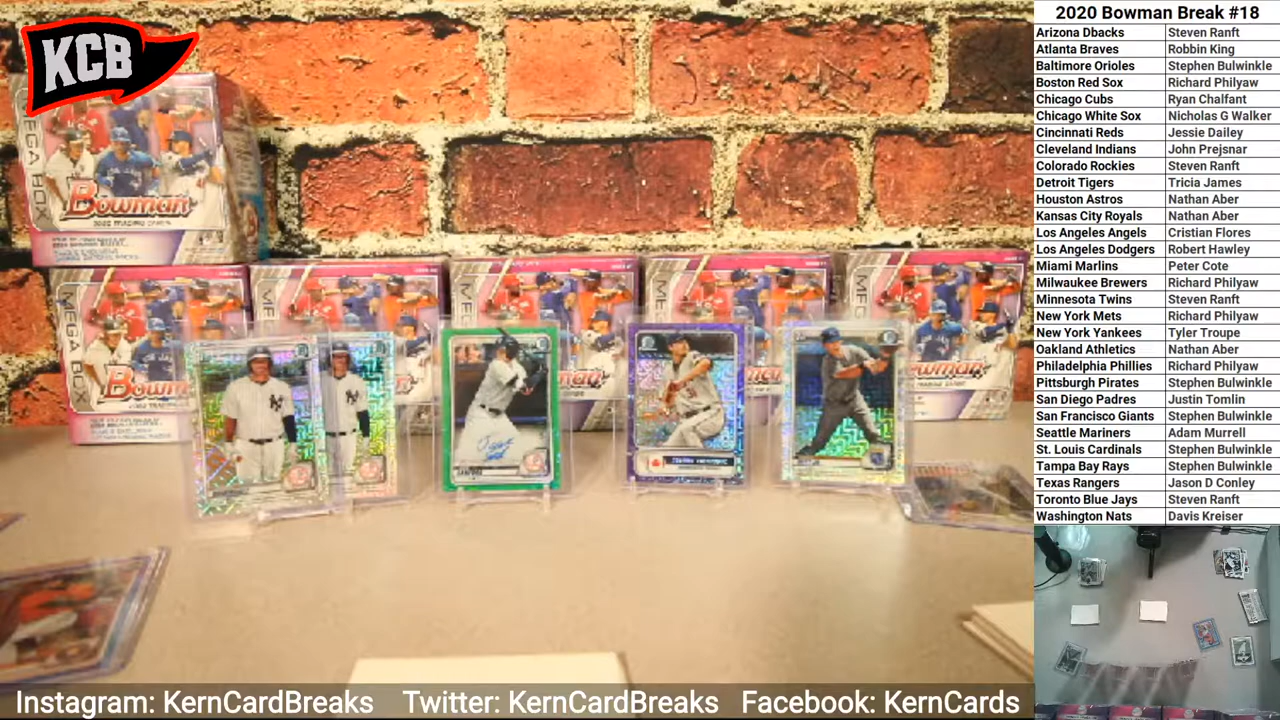 KCB
2020 Bowman Break #18
Arizona Dbacks Steven Ranft
Atlanta Braves Robbin King
Baltimore Orioles Stephen Bulwinkle
Boston Red Sox Richard Philyaw
Chicago Cubs Ryan Chalfant
Chicago White Sox Nicholas G Walker
Cincinnati Reds Jessie Dailey
Cleveland Indians John Prejsnar
Colorado Rockies Steven Ranft
Detroit Tigers Tricia James
Houston Astros Nathan Aber
Kansas City Royals Nathan Aber
Los Angeles Angels Cristian Flores
Los Angeles Dodgers Robert Hawley
Miami Marlins Peter Cote
Milwaukee Brewers Richard Philyaw
Minnesota Twins Steven Ranft
New York Mets Richard Philyaw
New York Yankees Tyler Troupe
Oakland Athletics Nathan Aber
Philadelphia Phillies Richard Philyaw
Pittsburgh Pirates Stephen Bulwinkle
San Diego Padres Justin Tomlin
San Francisco Giants Stephen Bulwinkle
Seattle Mariners Adam Murrell
St. Louis Cardinals Stephen Bulwinkle
Tampa Bay Rays Stephen Bulwinkle
Texas Rangers Jason D Conley
Toronto Blue Jays Steven Ranft
Washington Nats Davis Kreiser
MEGA BOX
Bowman
MEGA BOX
Instagram: KernCardBreaks Twitter: KernCardBreaks Facebook: KernCards